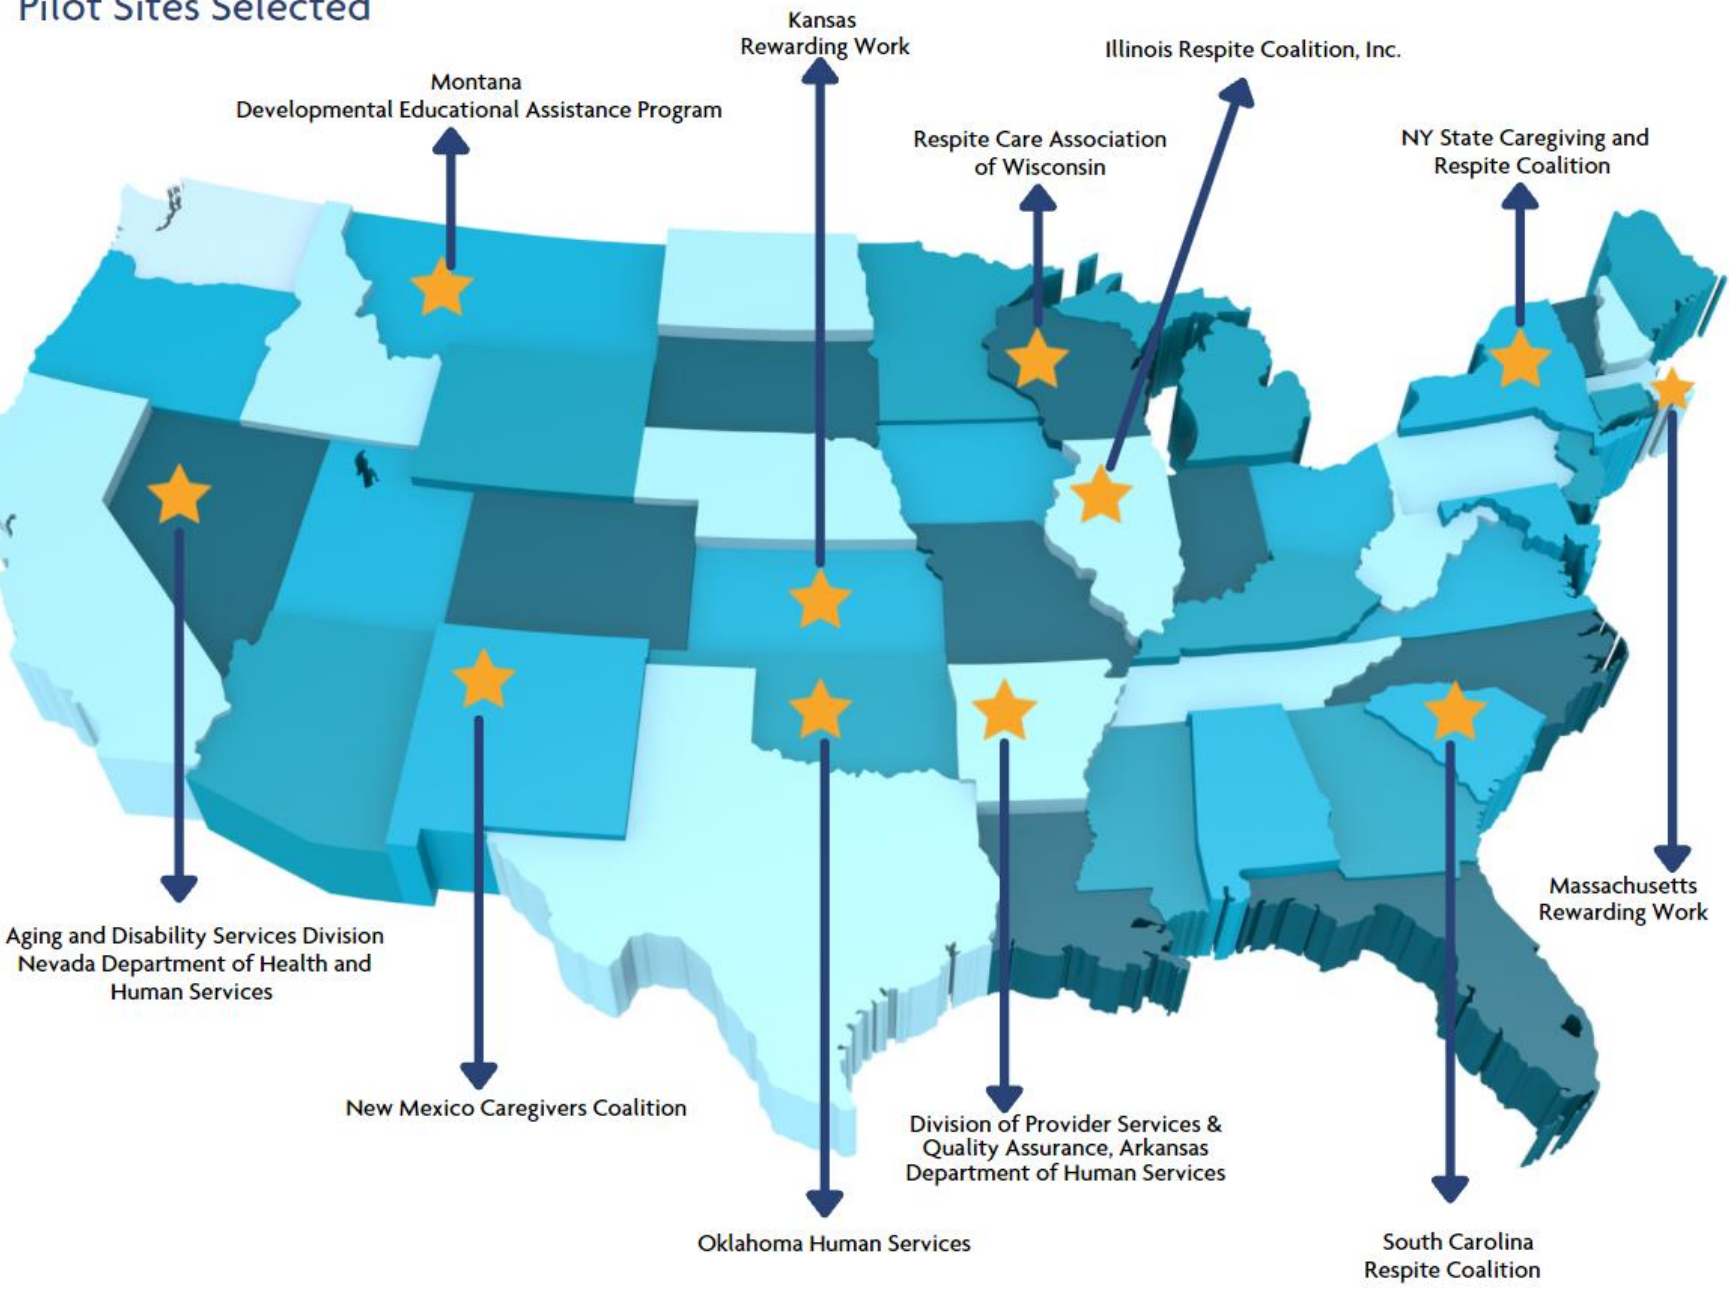 Pilot Sites Selected
Kansas
Rewarding Work
Illinois Respite Coalition, Inc.
Montana
Developmental Educational Assistance Program
Respite Care Association
of Wisconsin
NY State Caregiving and
Respite Coalition
Massachusetts
Rewarding Work
Aging and Disability Services Division
Nevada Department of Health and
Human Services
New Mexico Caregivers Coalition
Division of Provider Services &
Quality Assurance, Arkansas
Department of Human Services
Oklahoma Human Services
South Carolina
Respite Coalition